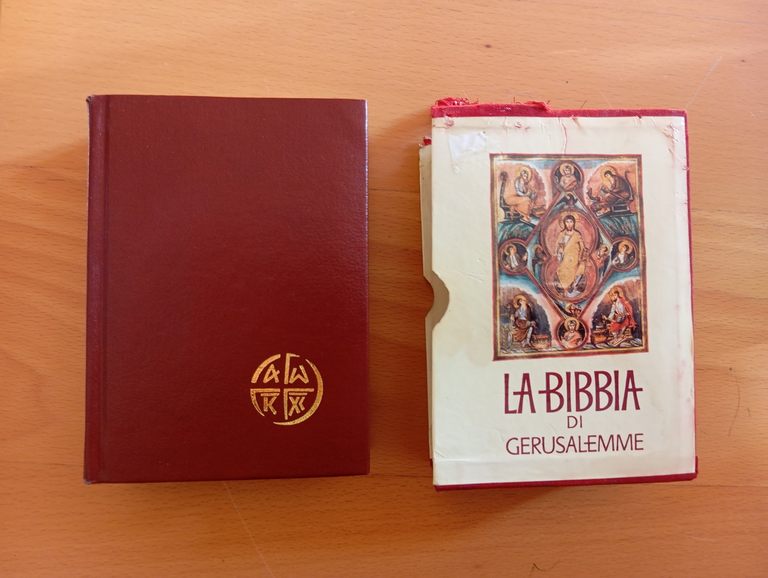 Α ω
K X
LA BIBBIA
DI
GERUSALEMME